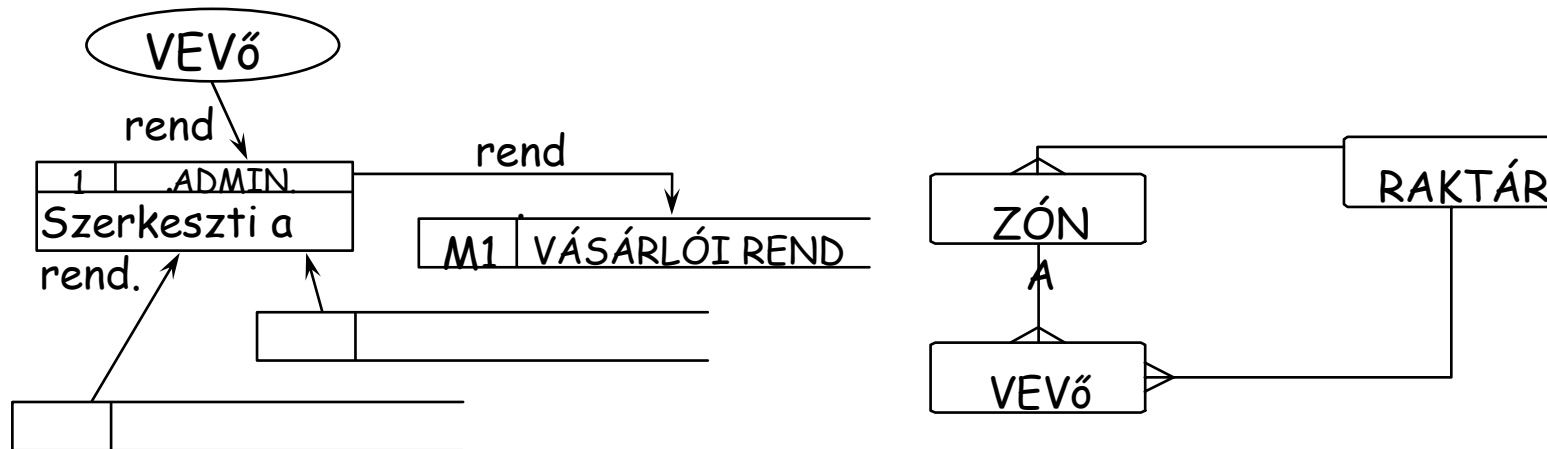 VEVő
rend
1 .ADMIN.
Szerkeszti a
rend.
rend
.
M1 VÁSÁRLÓI REND
ZÓN
A
VEVő
RAKTÁR